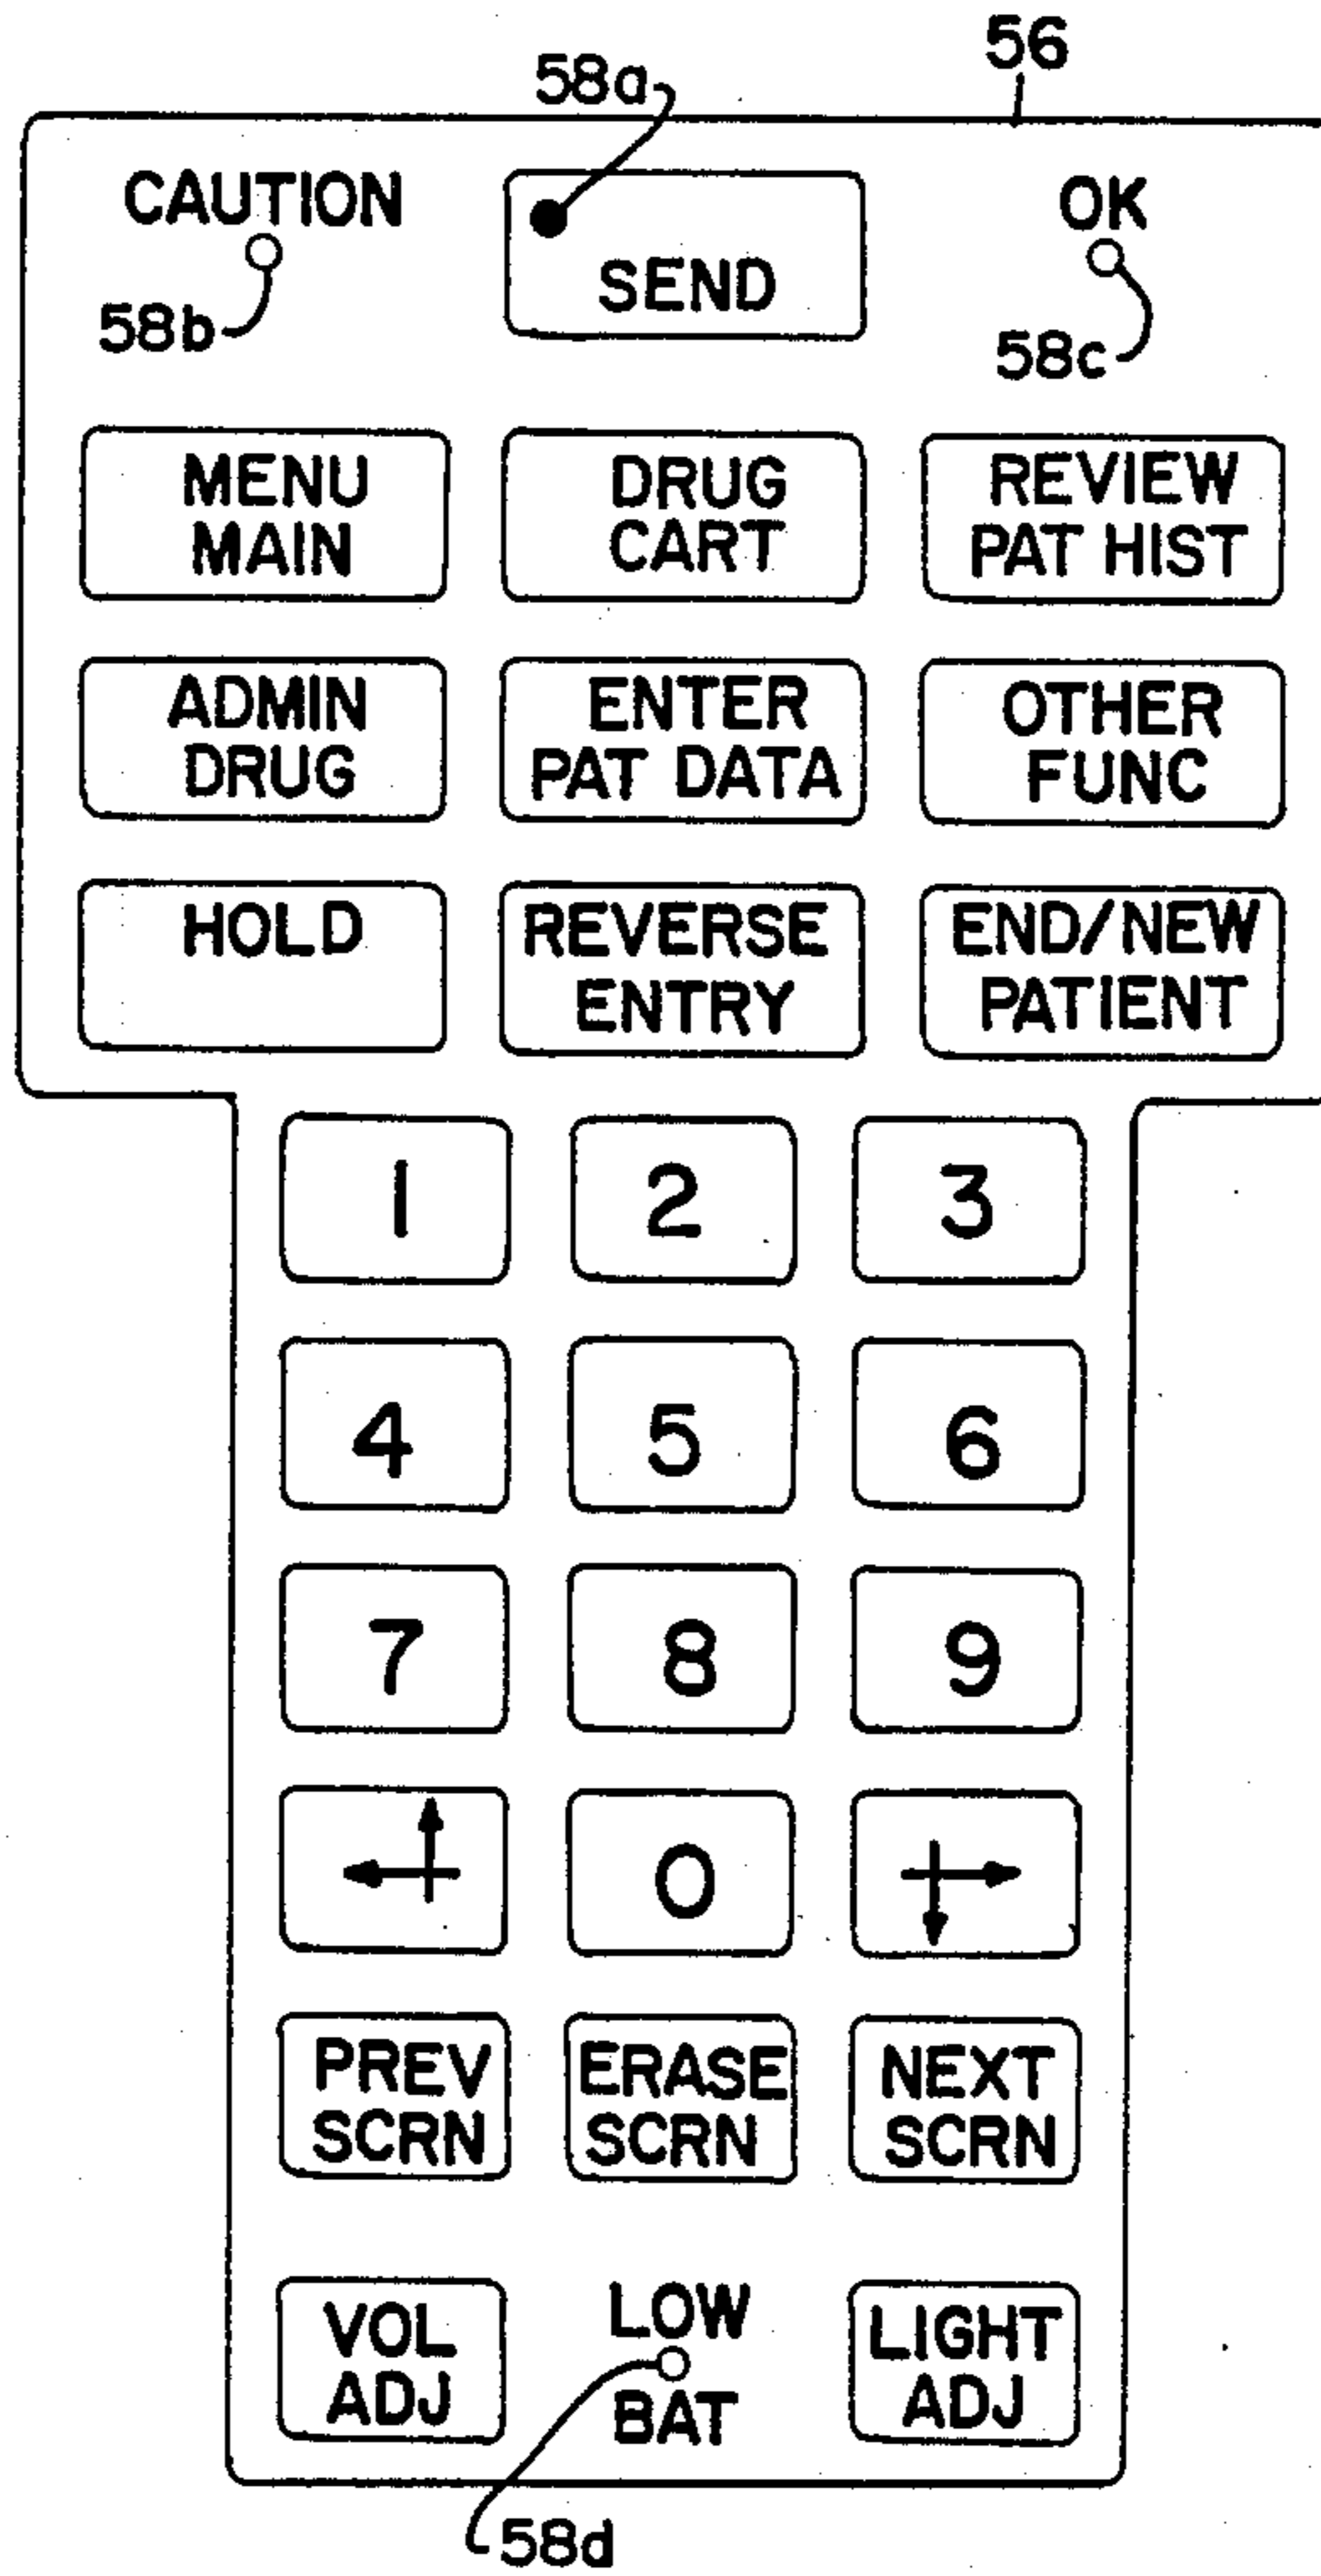 56
58a
CAUTION
SEND
OK
58b
58c
MENU
MAIN
DRUG
CART
REVIEW
PAT HIST
ADMIN
DRUG
ENTER
PAT DATA
OTHER
FUNC
HOLD
REVERSE
ENTRY
END/NEW
PATIENT
1
2
3
4
5
6
7
8
9
0
PREV
SCRN
ERASE
SCRN
NEXT
SCRN
VOL
ADJ
LOW
BAT
LIGHT
ADJ
58d